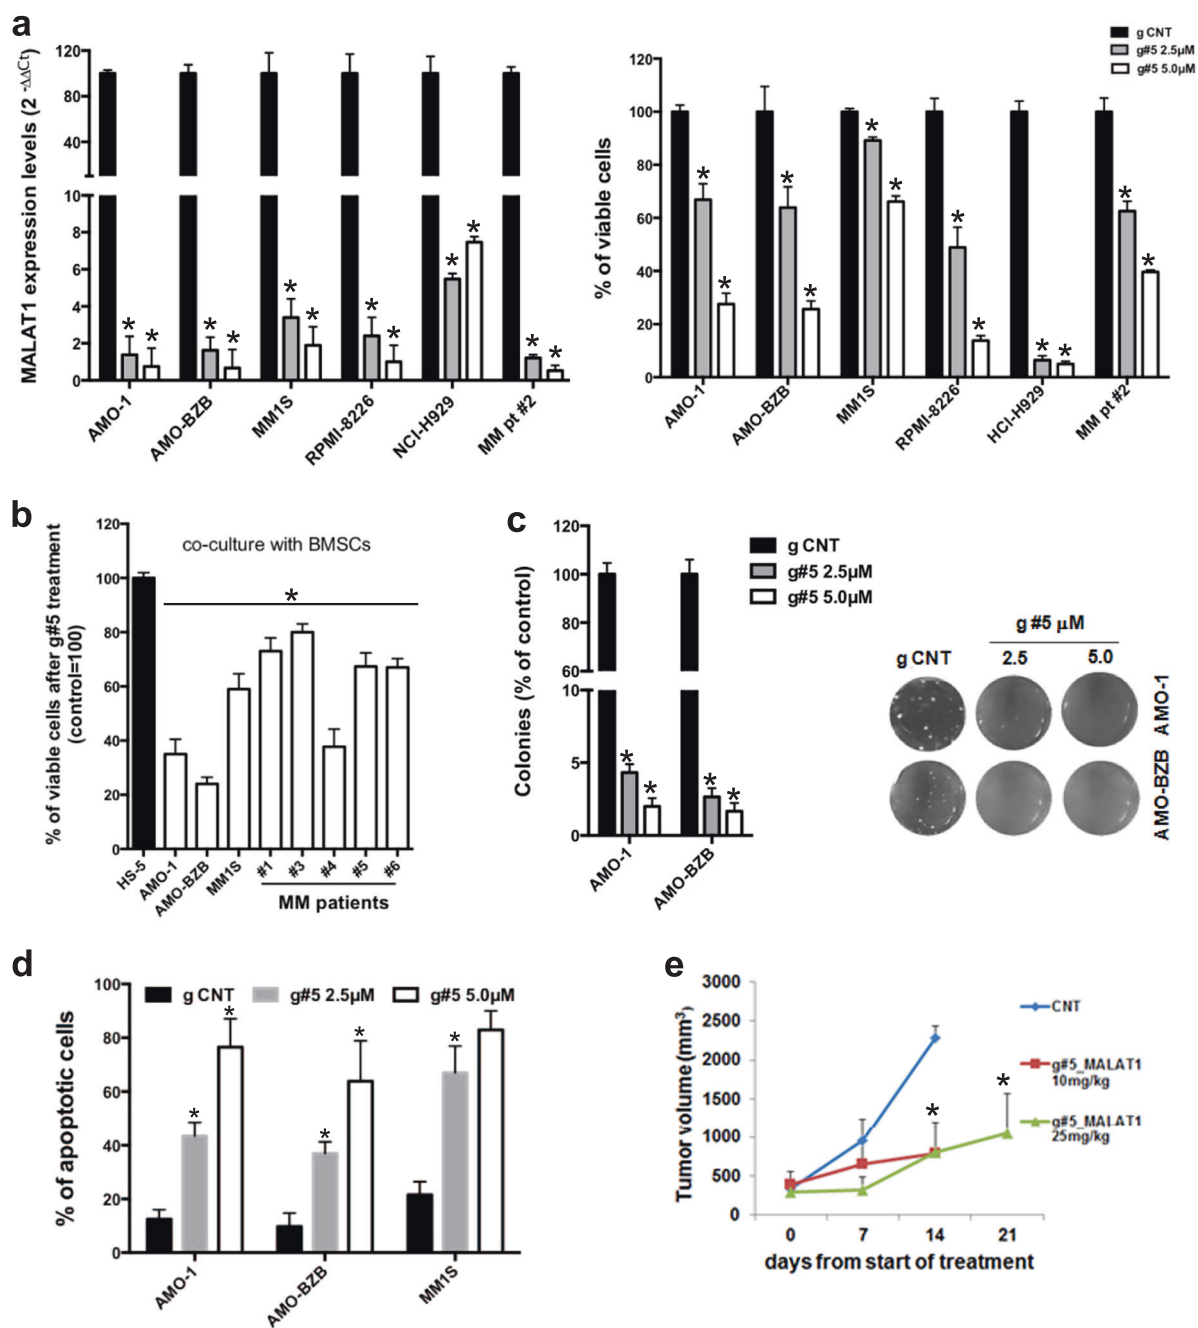 a
MALAT1 expression levels (2 -ΔΔCt)
120
80
40
10
8
6
4
2
0
* * * * * * * * * * * *
AMO-1
AMO-BZB
MM1S
RPMI-8226
NCI-H929
MM pt #2
g CNT
g#5 2.5µM
g#5 5.0µM
% of viable cells
120
100
80
60
40
20
0
* * * * * * * * * * * *
AMO-1
AMO-BZB
MM1S
RPMI-8226
HCI-H929
MM pt #2
b
% of viable cells after g#5 treatment
(control=100)
120
100
80
60
40
20
0
co-culture with BMSCs
*
HS-5
AMO-1
AMO-BZB
MM1S
#1
#3
#4
#5
#6
MM patients
c
Colonies (% of control)
120
100
80
60
10
5
0
* * * *
AMO-1
AMO-BZB
g CNT
g#5 2.5µM
g#5 5.0µM
g #5 µM
g CNT 2.5 5.0
AMO-1
AMO-BZB
d
% of apoptotic cells
100
80
60
40
20
0
g CNT g#5 2.5µM g#5 5.0µM
* * * * *
AMO-1
AMO-BZB
MM1S
e
Tumor volume (mm3)
3000
2500
2000
1500
1000
500
0
* *
0 7 14 21
days from start of treatment
CNT
g#5_MALAT1
10mg/kg
g#5_MALAT1
25mg/kg